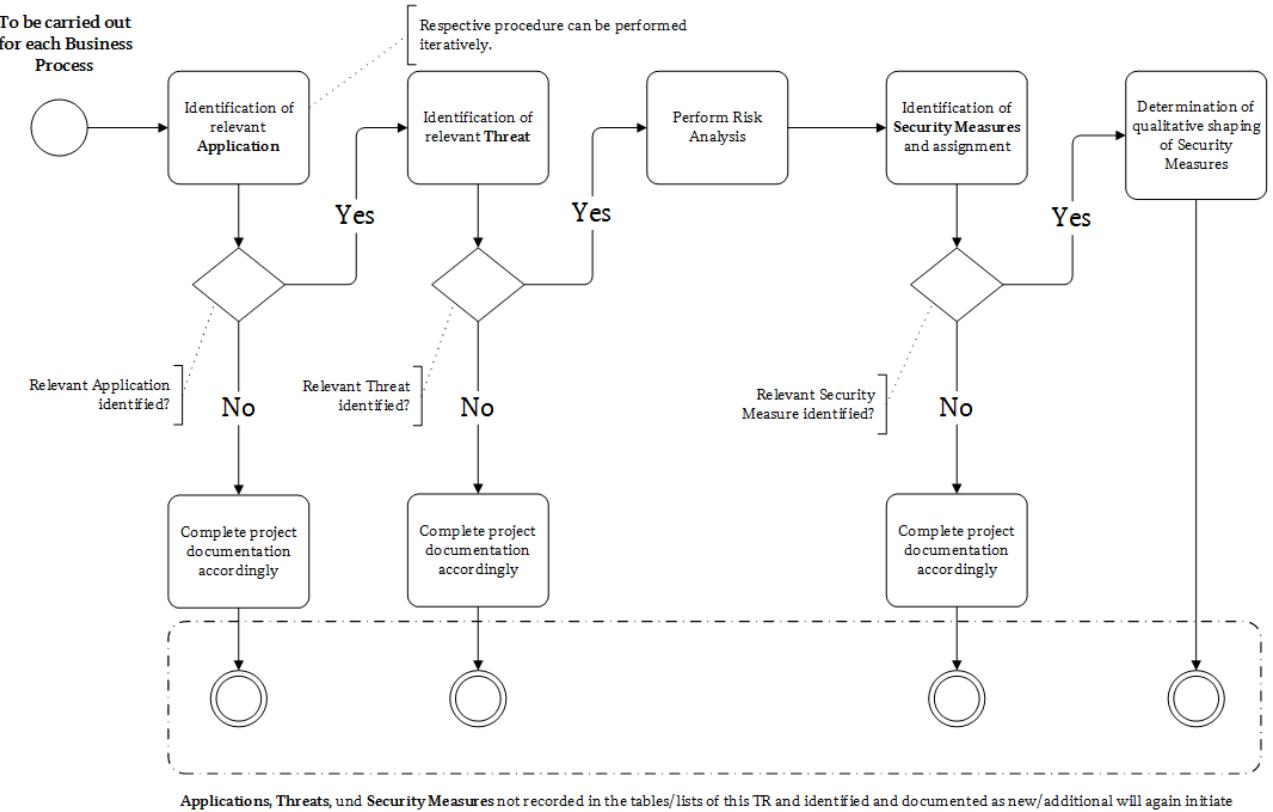 To be carried out
for each Business
Process
Respective procedure can be performed
iteratively.
Identification of
relevant
Application
Identification of
relevant Threat
Perform Risk
Analysis
Identification of
Security Measures
and assignment
Determination of
qualitative shaping
of Security
Measures
Yes
Yes
Yes
Relevant Application
identified?
Relevant Threat
identified?
Relevant Security
Measure identified?
No
No
No
Complete project
documentation
accordingly
Complete project
documentation
accordingly
Complete project
documentation
accordingly
Applications, Threats, und Security Measures not recorded in the tables/lists of this TR and identified and documented as new/additional will again initiate